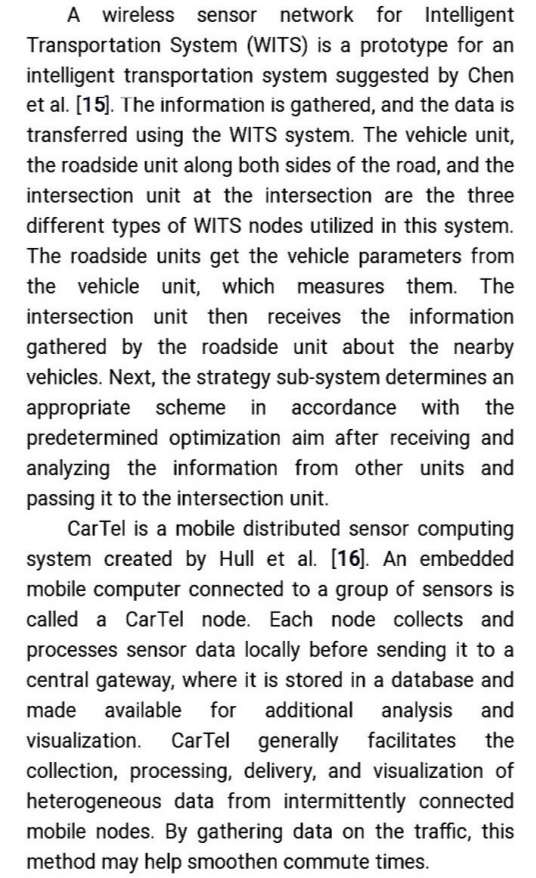 A wireless sensor network for Intelligent
Transportation System (WITS) is a prototype for an
intelligent transportation system suggested by Chen
et al. [15]. The information is gathered, and the data is
transferred using the WITS system. The vehicle unit,
the roadside unit along both sides of the road, and the
intersection unit at the intersection are the three
different types of WITS nodes utilized in this system.
The roadside units get the vehicle parameters from
the vehicle unit, which measures them. The
intersection unit then receives the information
gathered by the roadside unit about the nearby
vehicles. Next, the strategy sub-system determines an
appropriate scheme in accordance with the
predetermined optimization aim after receiving and
analyzing the information from other units and
passing it to the intersection unit.
CarTel is a mobile distributed sensor computing
system created by Hull et al. [16]. An embedded
mobile computer connected to a group of sensors is
called a CarTel node. Each node collects and
processes sensor data locally before sending it to a
central gateway, where it is stored in a database and
made available for additional analysis and
visualization. CarTel generally facilitates the
collection, processing, delivery, and visualization of
heterogeneous data from intermittently connected
mobile nodes. By gathering data on the traffic, this
method may help smoothen commute times.